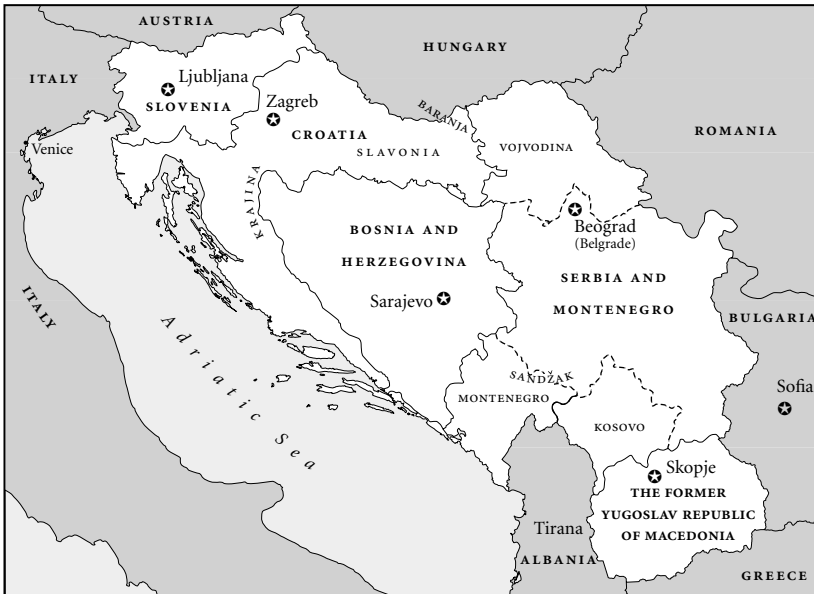 AUSTRIA
HUNGARY
ITALY
Ljubljana
SLOVENIA
Zagreb
CROATIA
BARANJA
SLAVONIA
VOJVODINA
ROMANIA
Venice
KRAJINA
BOSNIA AND
HERZEGOVINA
Sarajevo
Beograd
(Belgrade)
SERBIA AND
MONTENEGRO
ITALY
Adriatic Sea
BULGARIA
Sofia
SANDŽAK
MONTENEGRO
KOSOVO
Skopje
THE FORMER
YUGOSLAV REPUBLIC
OF MACEDONIA
Tirana
ALBANIA
GREECE